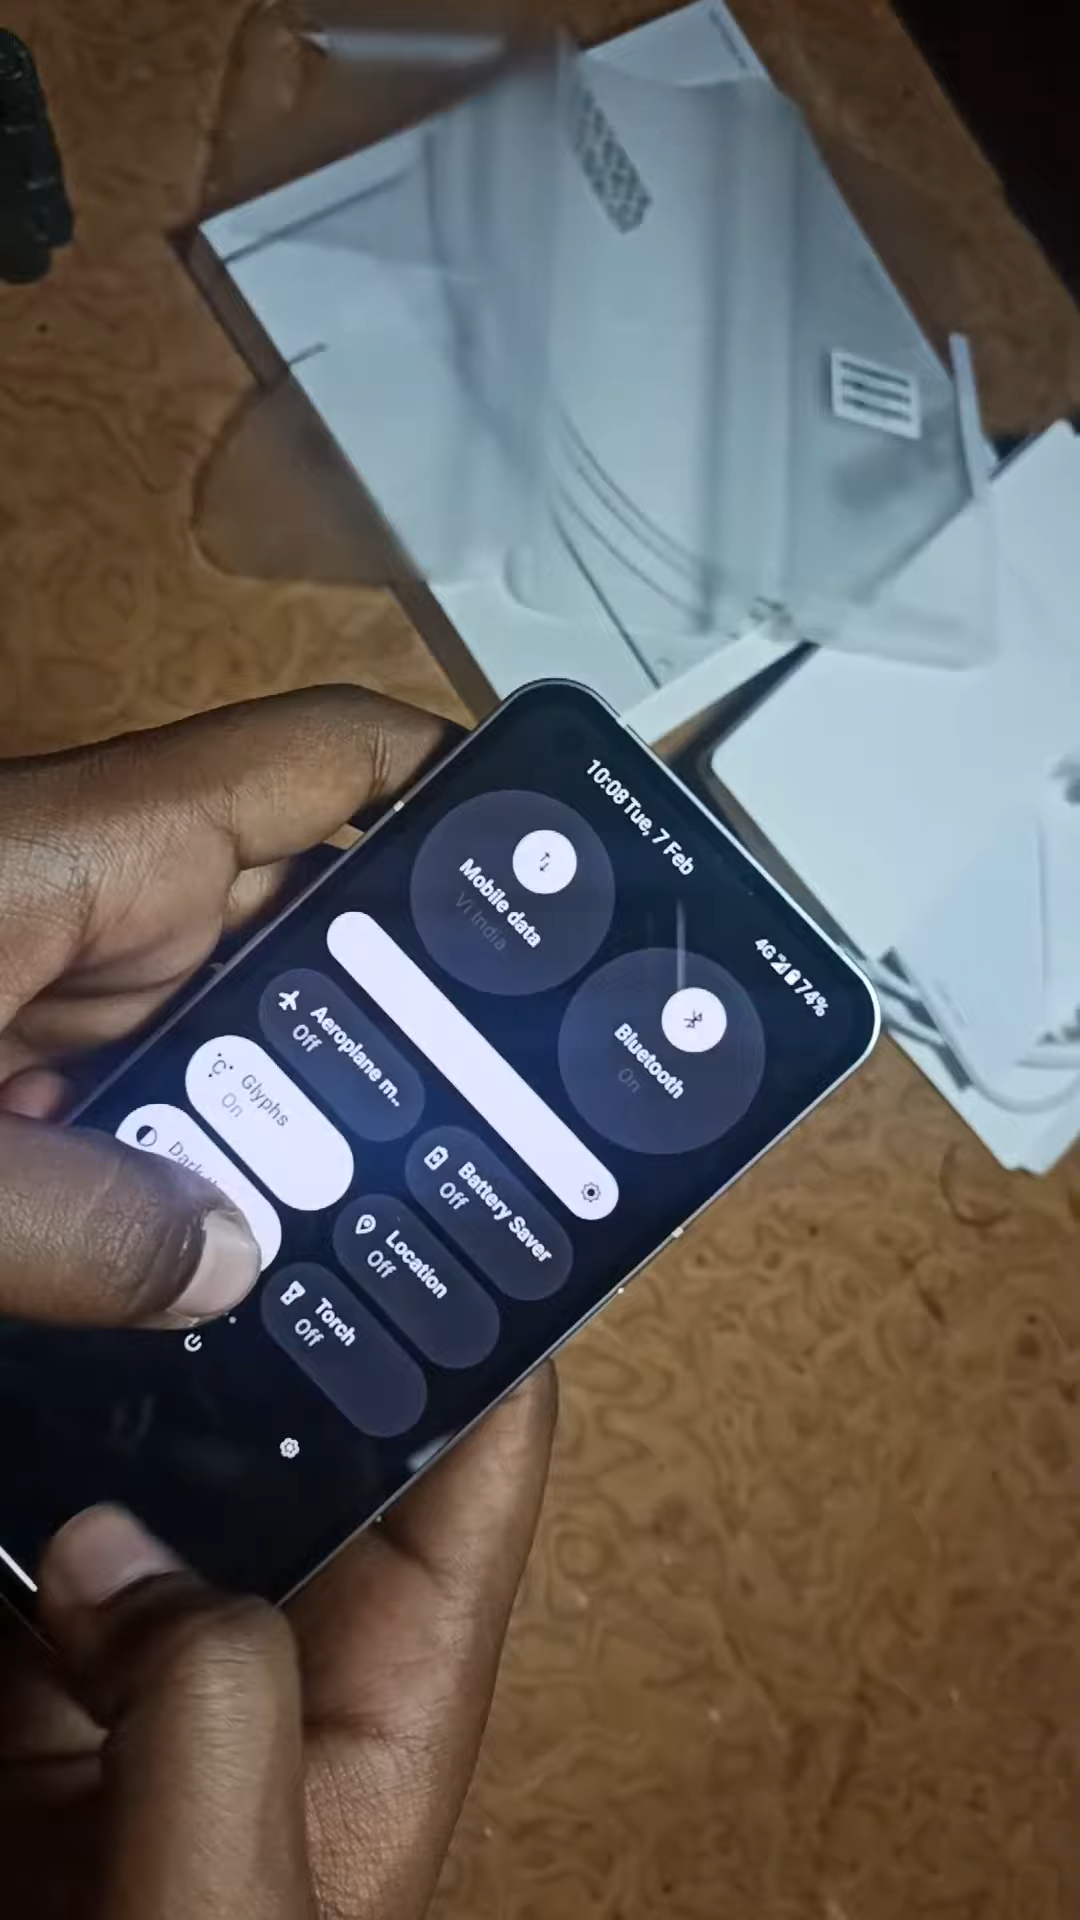 10:08 Tue, 7 Feb
4G 74%
Mobile data
Vi India
Bluetooth
On
Aeroplane m..
Off
Battery Saver
Off
Glyphs
On
Location
Off
Dark
Torch
Off